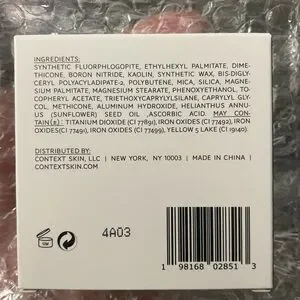 INGREDIENTS:
SYNTHETIC FLUORPHLOGOPITE, ETHYLHEXYL PALMITATE, DIME-
THICONE, BORON NITRIDE, KAOLIN, SYNTHETIC WAX, BIS-DIGLY-
CERYL POLYACYLADIPATE-2, POLYBUTENE, MICA, SILICA, MAG-
NESIUM PALMITATE, MAGNESIUM STEARATE, PHENOXYETHANOL, TO-
COPHERYL ACETATE, TRIETHOXYCAPRYLYLSILANE, CAPRYLYL GLY-
COL, METHICONE, ALUMINUM HYDROXIDE, HELIANTHUS ANNU-
US (SUNFLOWER) SEED OIL, ASCORBIC ACID. MAY CON-
TAIN(±): TITANIUM DIOXIDE (CI 77891), IRON OXIDES (CI 77492), IRON
OXIDES(CI 77491), IRON OXIDES (CI 77499), YELLOW 5 LAKE (CI 19140).
DISTRIBUTED BY:
CONTEXT SKIN, LLC | NEW YORK, NY 10003 | MADE IN CHINA |
CONTEXTSKIN.COM
4A03
1 98168 02851 3